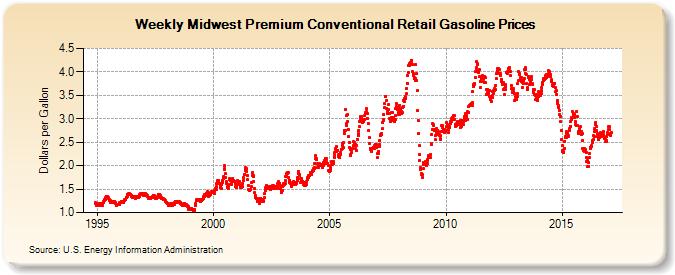 Weekly Midwest Premium Conventional Retail Gasoline Prices
Dollars per Gallon
4.5
4.0
3.5
3.0
2.5
2.0
1.5
1.0
1995 2000 2005 2010 2015
Source: U.S. Energy Information Administration